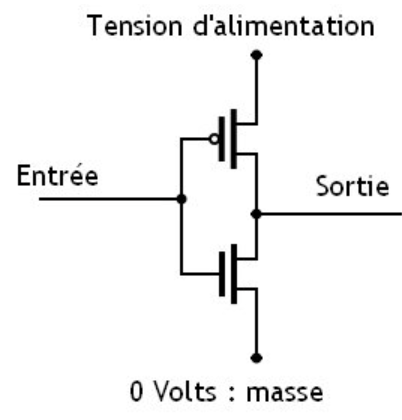 Tension d'alimentation
Entrée
Sortie
0 Volts : masse